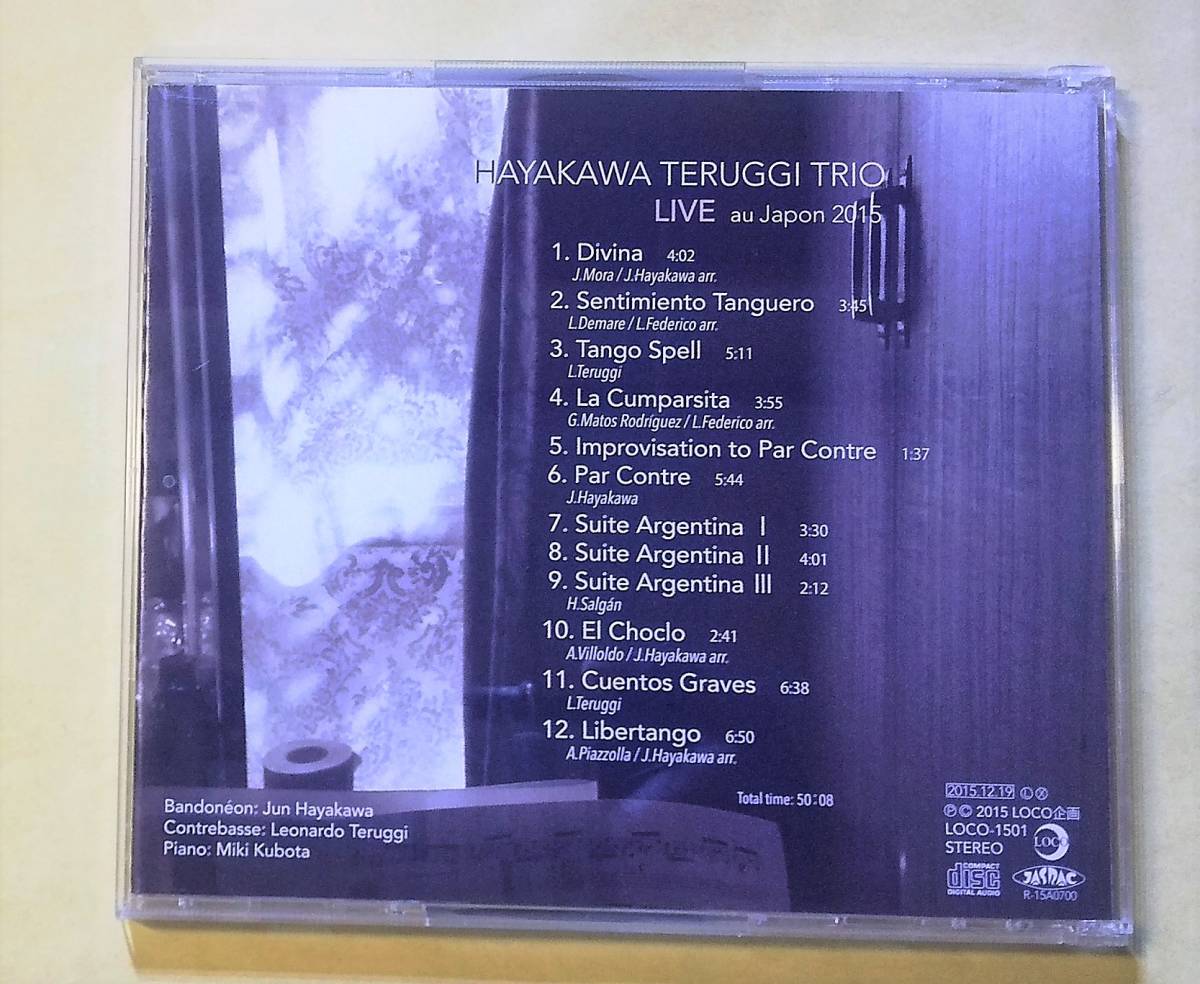 HAYAKAWA TERUGGI TRIO
LIVE au Japon 2015
1. Divina 4:02
J.Mora / J.Hayakawa arr.
2. Sentimiento Tanguero 3:45
L.Demare / L.Federico arr.
3. Tango Spell 5:11
L.Teruggi
4. La Cumparsita 3:55
G.Matos Rodríguez / L.Federico arr.
5. Improvisation to Par Contre 1:37
6. Par Contre 5:44
J.Hayakawa
7. Suite Argentina Ⅰ 3:30
8. Suite Argentina Ⅱ 4:01
9. Suite Argentina Ⅲ 2:12
H.Salgán
10. El Choclo 2:41
A.Villoldo / J.Hayakawa arr.
11. Cuentos Graves 6:38
L.Teruggi
12. Libertango 6:50
A.Piazzolla / J.Hayakawa arr.
Total time: 50:08
Bandonéon: Jun Hayakawa
Contrebasse: Leonardo Teruggi
Piano: Miki Kubota
2015.12.19 Ⓛ Ⓧ
℗ © 2015 LOCO企画
LOCO-1501
LOCO
STEREO
COMPACT
disc
DIGITAL AUDIO
JASRAC
R-15A0700